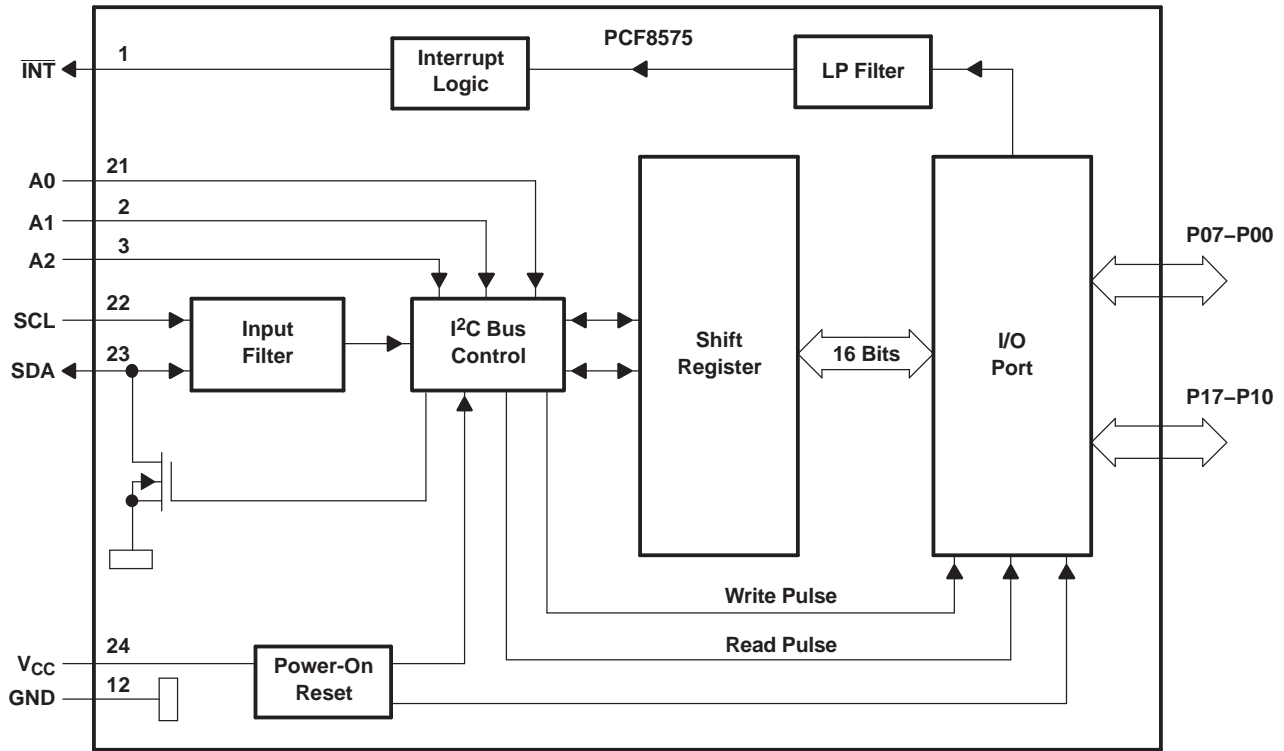 PCF8575
1
INT
Interrupt
Logic
LP Filter
21
A0
2
A1
3
A2
P07–P00
22
SCL
Input
Filter
I²C Bus
Control
Shift
Register
16 Bits
I/O
Port
23
SDA
P17–P10
Write Pulse
Read Pulse
24
VCC
Power-On
Reset
12
GND